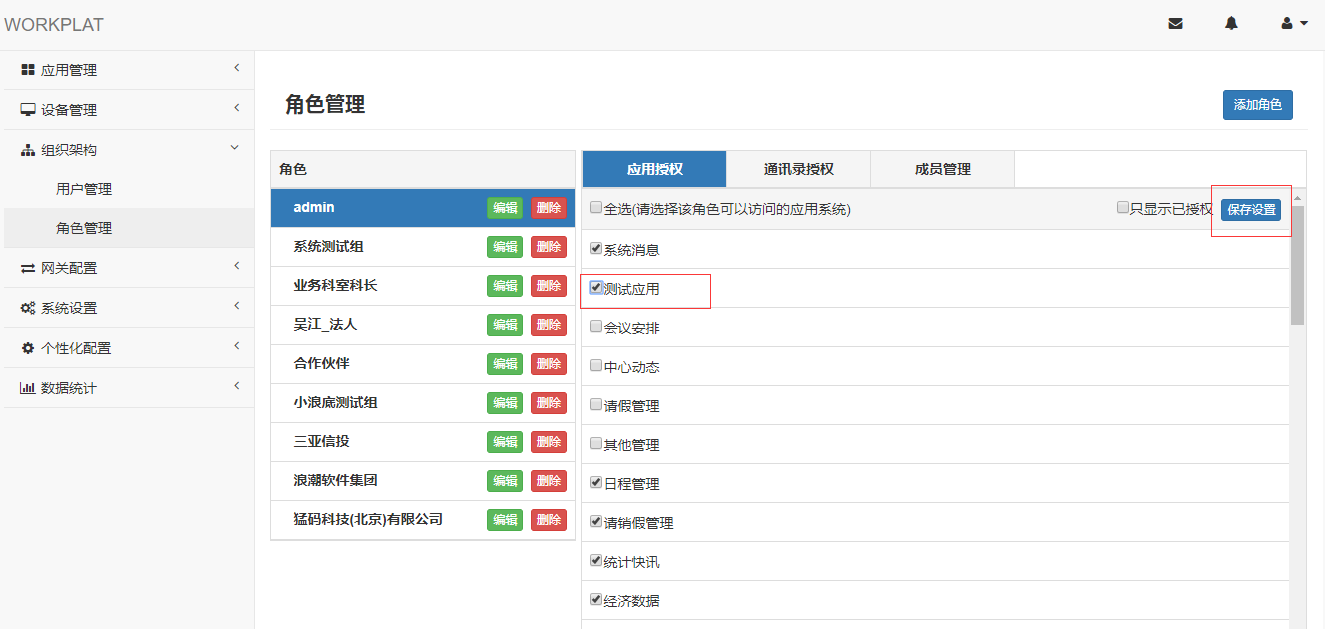 WORKPLAT
应用管理
设备管理
组织架构
用户管理
角色管理
网关配置
系统设置
个性化配置
数据统计
角色管理
添加角色
角色
admin 编辑 删除
系统测试组 编辑 删除
业务科室科长 编辑 删除
吴江_法人 编辑 删除
合作伙伴 编辑 删除
小浪底测试组 编辑 删除
三亚信投 编辑 删除
浪潮软件集团 编辑 删除
猛码科技(北京)有限公司 编辑 删除
应用授权 通讯录授权 成员管理
全选(请选择该角色可以访问的应用系统) 只显示已授权 保存设置
系统消息
测试应用
会议安排
中心动态
请假管理
其他管理
日程管理
请销假管理
统计快讯
经济数据